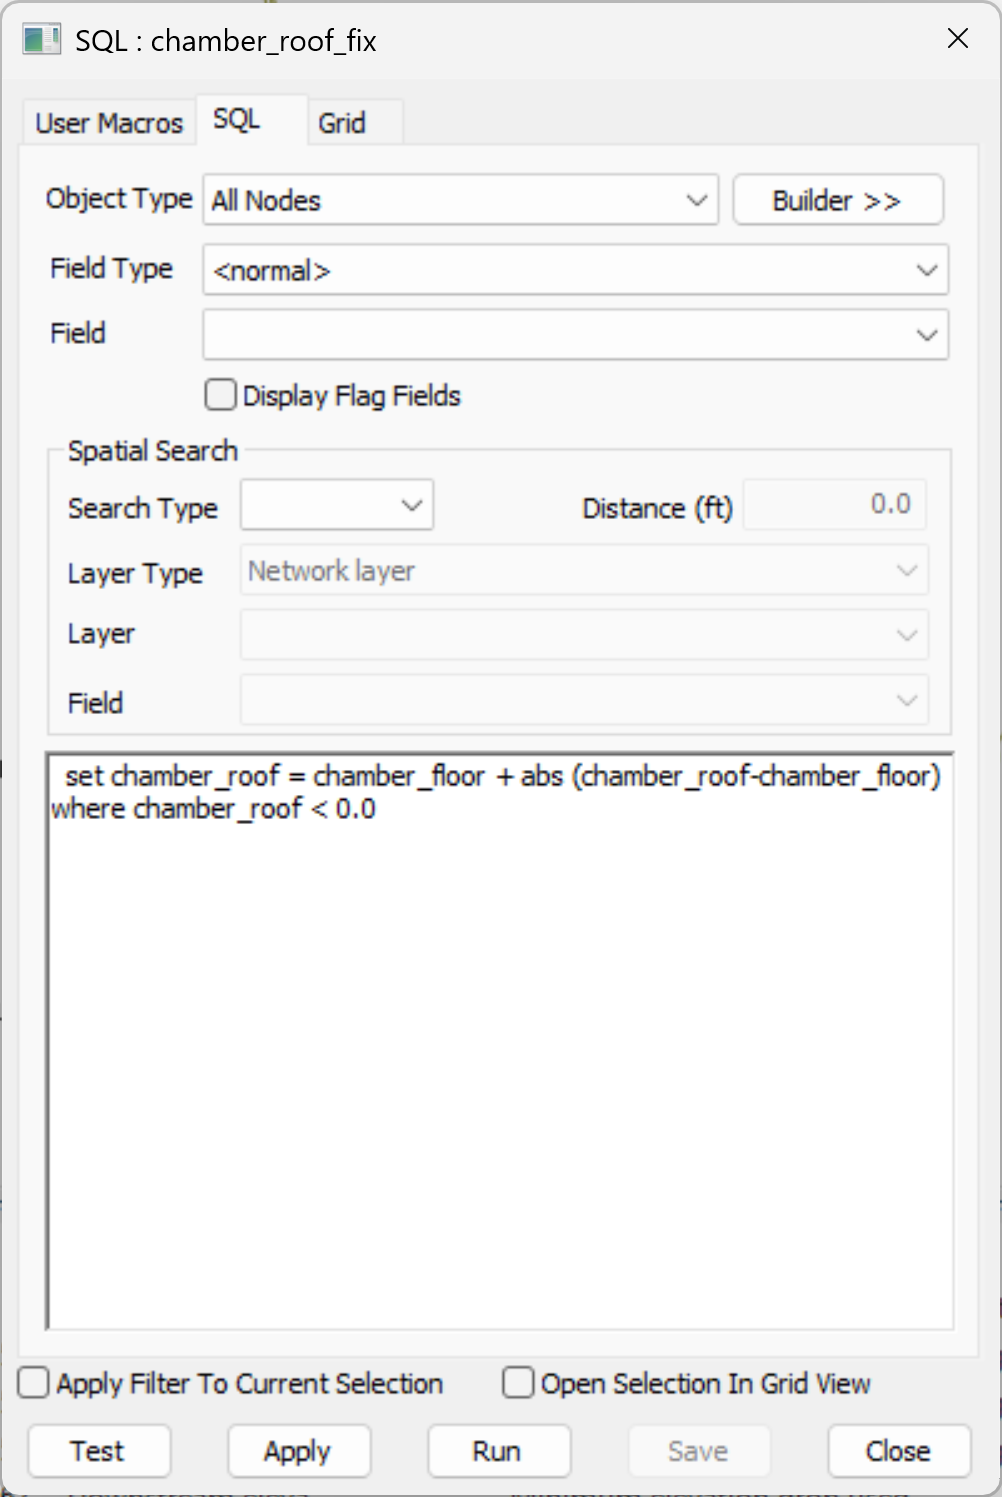 SQL : chamber_roof_fix
User Macros SQL Grid
Object Type All Nodes Builder >>
Field Type <normal>
Field
Display Flag Fields
Spatial Search
Search Type Distance (ft) 0.0
Layer Type Network layer
Layer
Field
set chamber_roof = chamber_floor + abs (chamber_roof-chamber_floor)
where chamber_roof < 0.0
Apply Filter To Current Selection Open Selection In Grid View
Test Apply Run Save Close